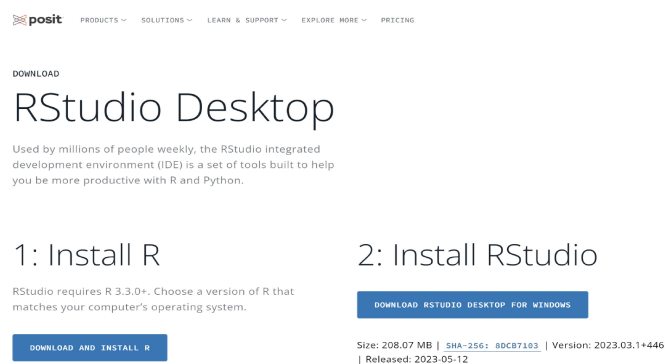 posit PRODUCTS SOLUTIONS LEARN & SUPPORT EXPLORE MORE PRICING
DOWNLOAD
RStudio Desktop
Used by millions of people weekly, the RStudio integrated
development environment (IDE) is a set of tools built to help
you be more productive with R and Python.
1: Install R
RStudio requires R 3.3.0+. Choose a version of R that
matches your computer's operating system.
DOWNLOAD AND INSTALL R
2: Install RStudio
DOWNLOAD RSTUDIO DESKTOP FOR WINDOWS
Size: 208.07 MB | SHA-256: 8DCB7103 | Version: 2023.03.1+446
| Released: 2023-05-12